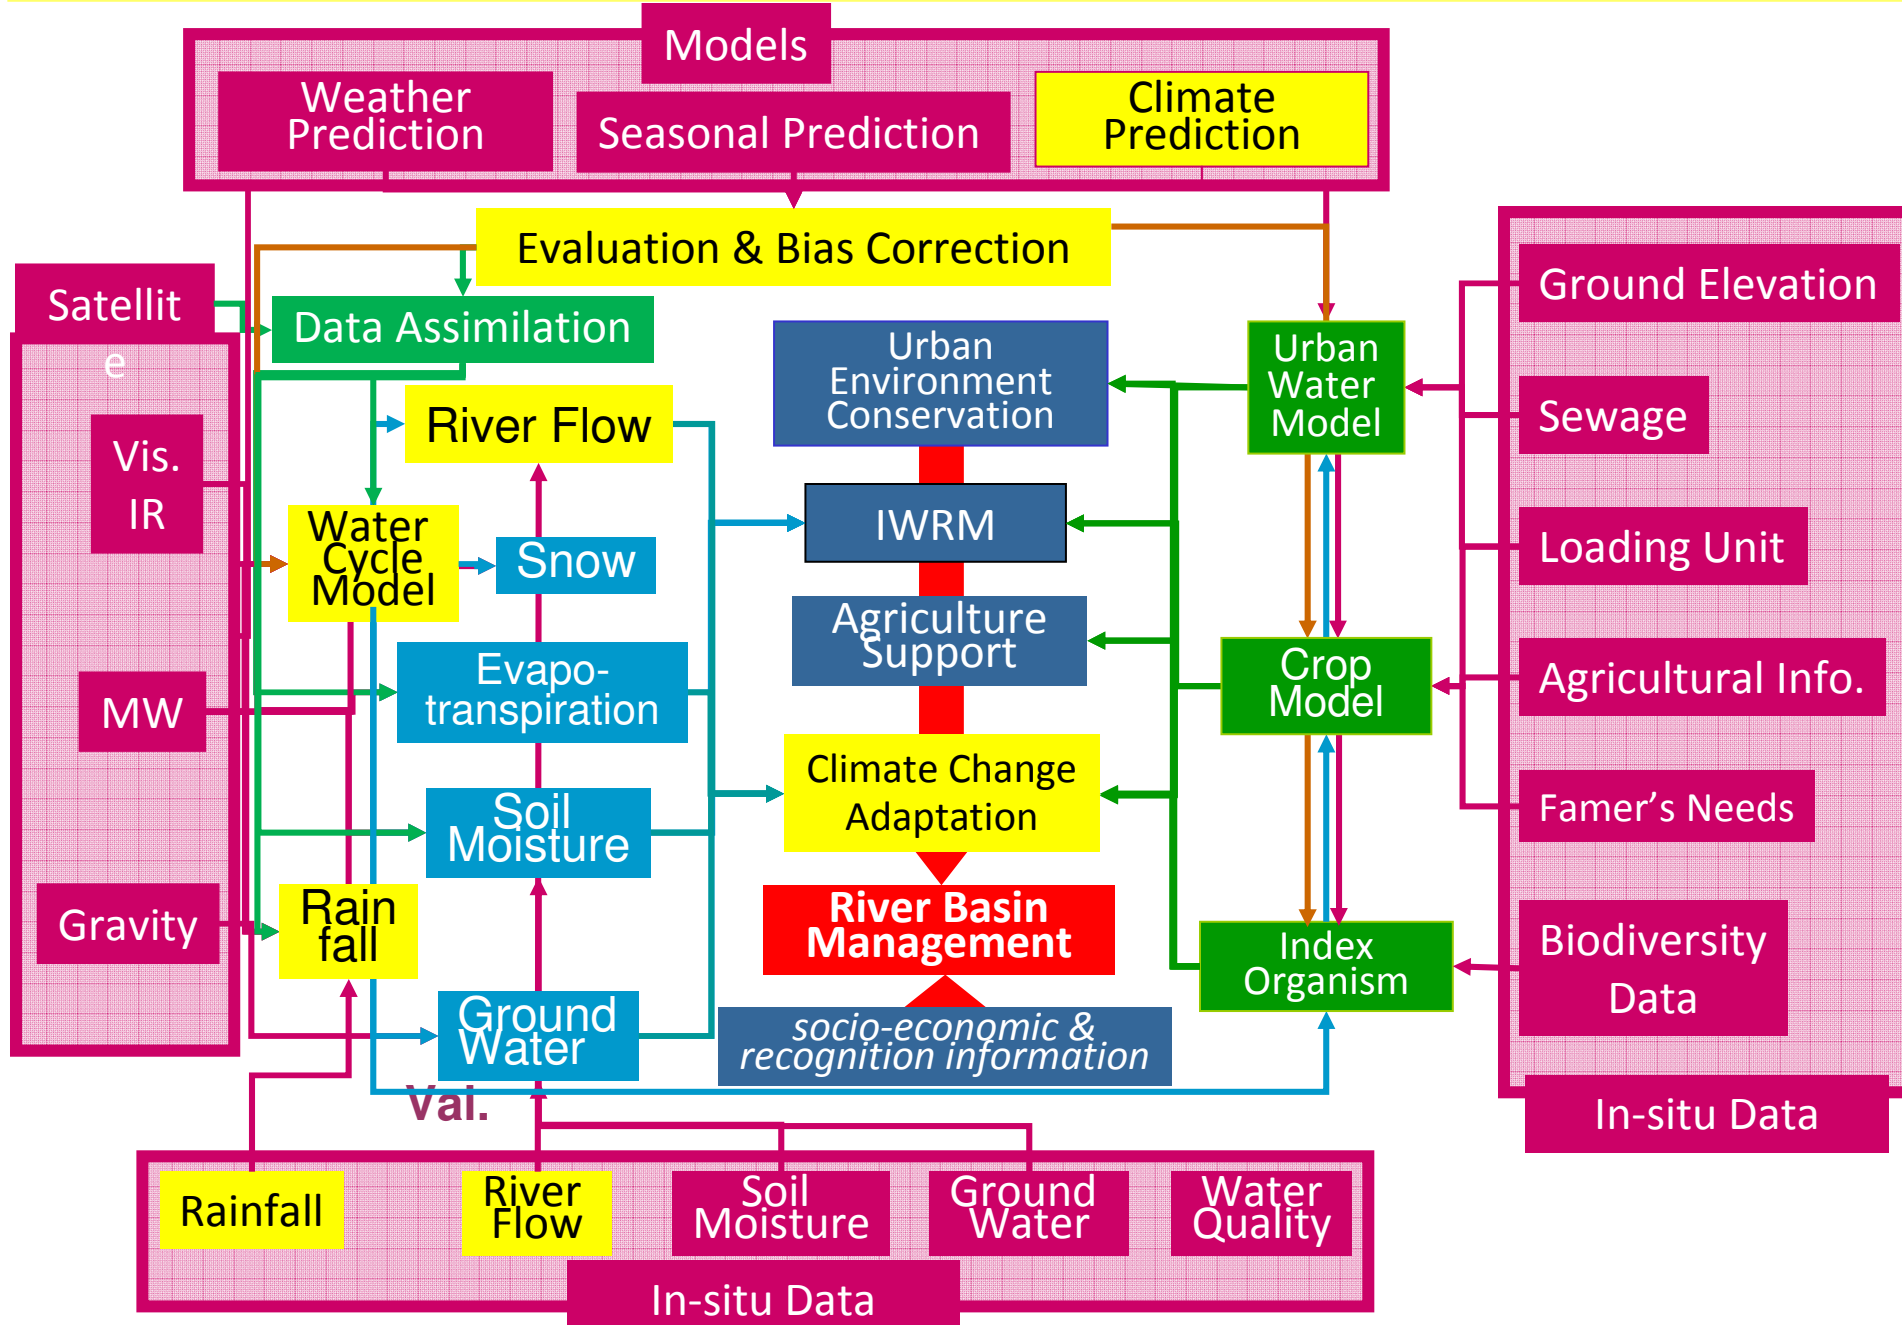 Models
Weather
Prediction
Seasonal Prediction
Climate
Prediction
Evaluation & Bias Correction
Satellit
e
Data Assimilation
Vis.
IR
MW
Gravity
River Flow
Water
Cycle
Model
Snow
Evapo-
transpiration
Soil
Moisture
Rain
fall
Ground
Water
Val.
Urban
Environment
Conservation
IWRM
Agriculture
Support
Climate Change
Adaptation
River Basin
Management
socio-economic &
recognition information
Urban
Water
Model
Crop
Model
Index
Organism
Ground Elevation
Sewage
Loading Unit
Agricultural Info.
Famer's Needs
Biodiversity
Data
In-situ Data
Rainfall
River
Flow
Soil
Moisture
Ground
Water
Water
Quality
In-situ Data